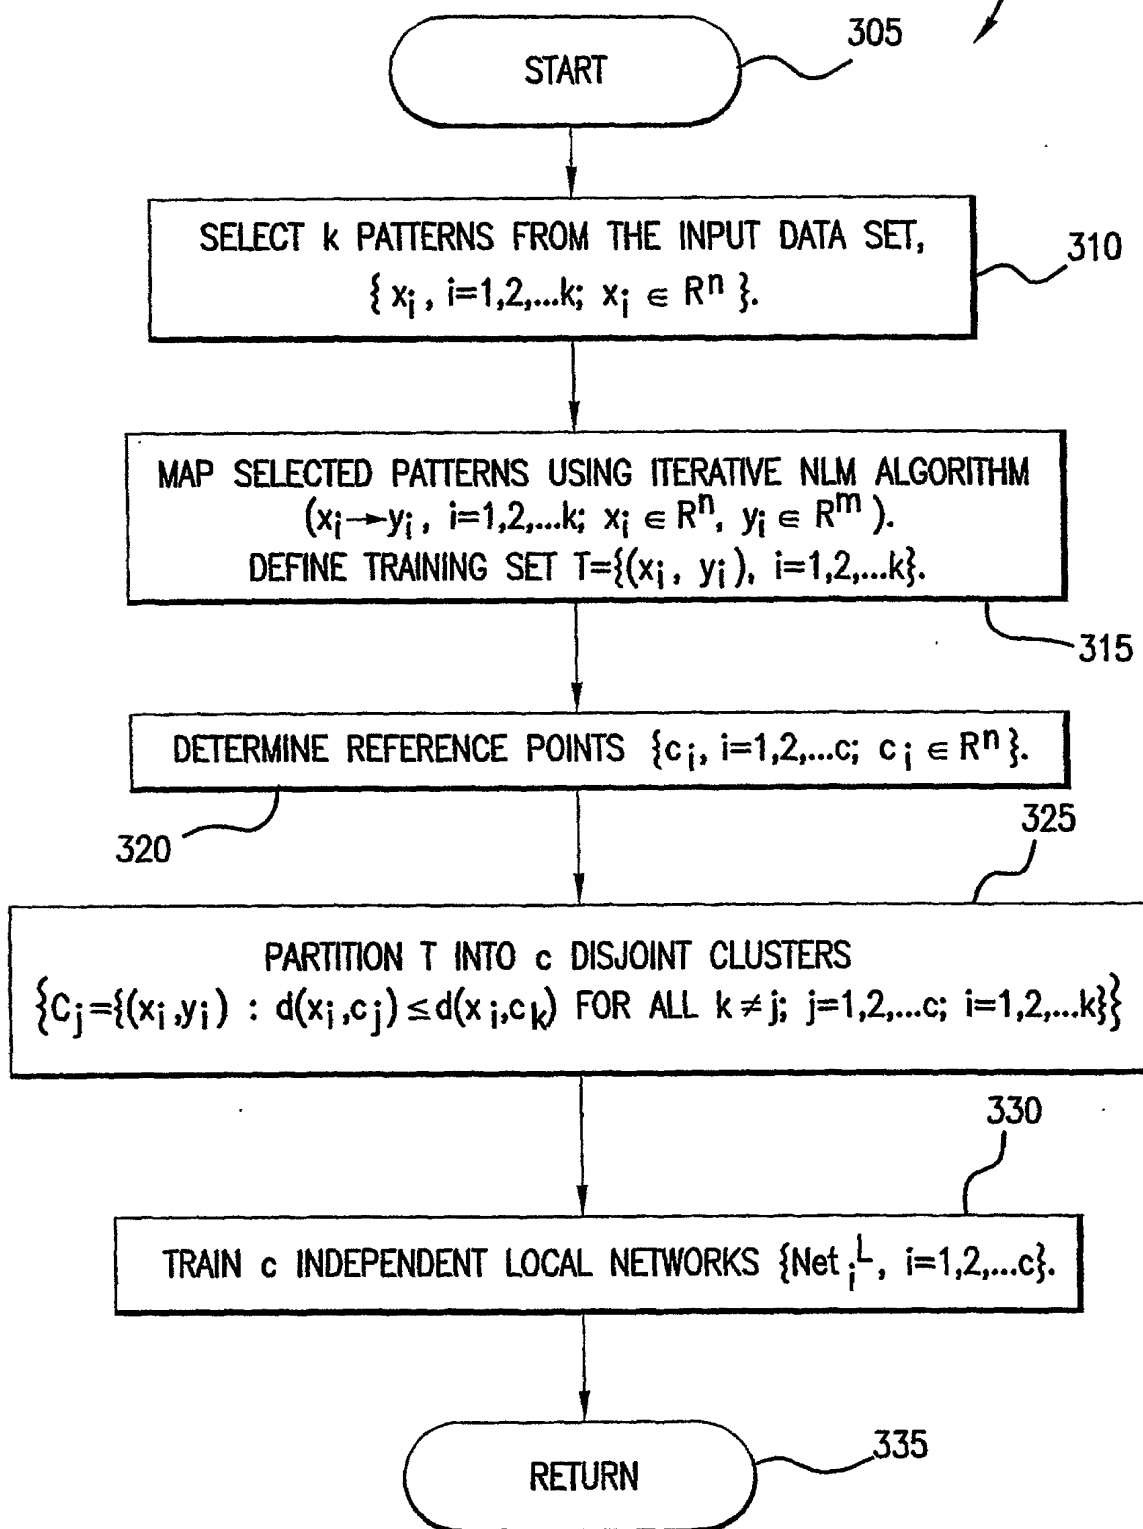 START
305
SELECT k PATTERNS FROM THE INPUT DATA SET,
{ xᵢ, i=1,2,...k; xᵢ ∈ Rⁿ }.
310
MAP SELECTED PATTERNS USING ITERATIVE NLM ALGORITHM
(xᵢ→yᵢ, i=1,2,...k; xᵢ ∈ Rⁿ, yᵢ ∈ Rᵐ ).
DEFINE TRAINING SET T={(xᵢ, yᵢ), i=1,2,...k}.
315
DETERMINE REFERENCE POINTS {cᵢ, i=1,2,...c; cᵢ ∈ Rⁿ}.
320
325
PARTITION T INTO c DISJOINT CLUSTERS
{Cⱼ={(xᵢ,yᵢ) : d(xᵢ,cⱼ) ≤ d(xᵢ,cₖ) FOR ALL k ≠ j; j=1,2,...c; i=1,2,...k}}
330
TRAIN c INDEPENDENT LOCAL NETWORKS {Netᵢᴸ, i=1,2,...c}.
RETURN
335